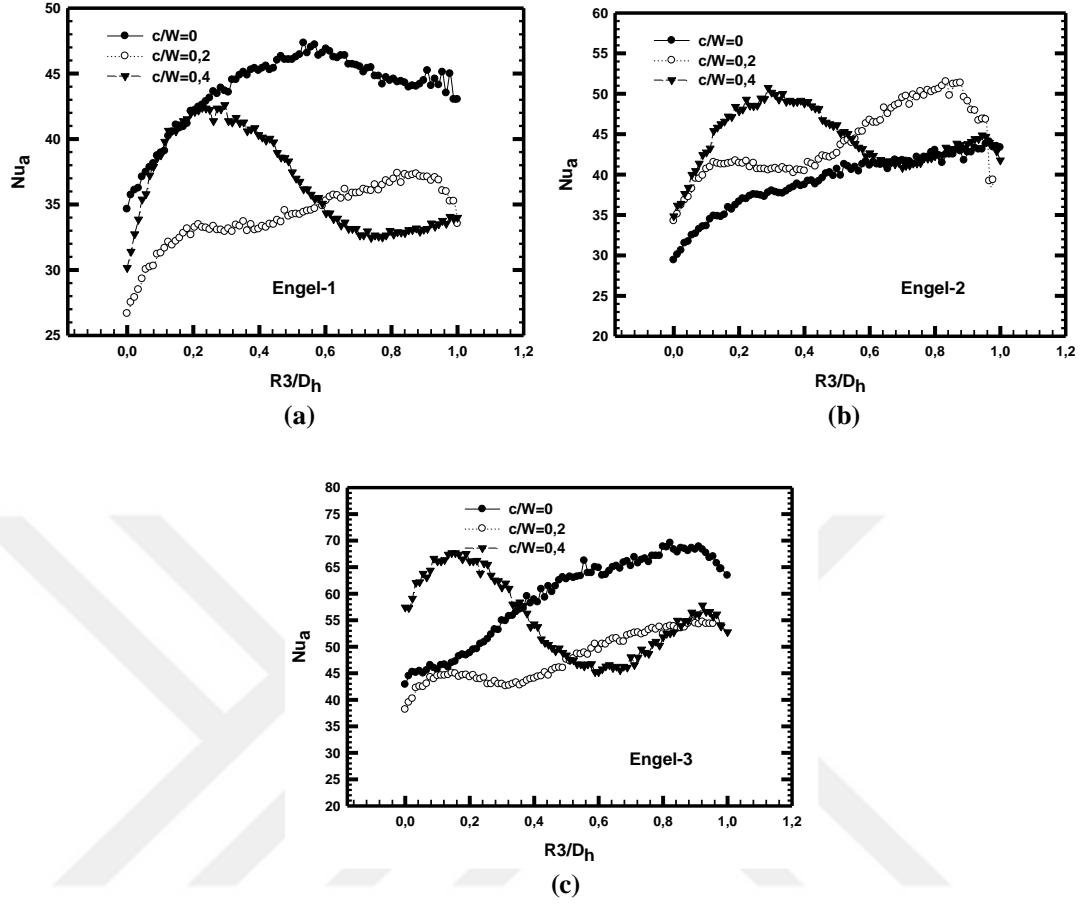 50
45
40
35
30
25
Nua
c/W=0
c/W=0,2
c/W=0,4
Engel-1
0,0 0,2 0,4 0,6 0,8 1,0 1,2
R3/Dh
(a)
60
55
50
45
40
35
30
25
20
Nua
c/W=0
c/W=0,2
c/W=0,4
Engel-2
0,0 0,2 0,4 0,6 0,8 1,0 1,2
R3/Dh
(b)
80
75
70
65
60
55
50
45
40
35
30
25
20
Nua
c/W=0
c/W=0,2
c/W=0,4
Engel-3
0,0 0,2 0,4 0,6 0,8 1,0 1,2
R3/Dh
(c)